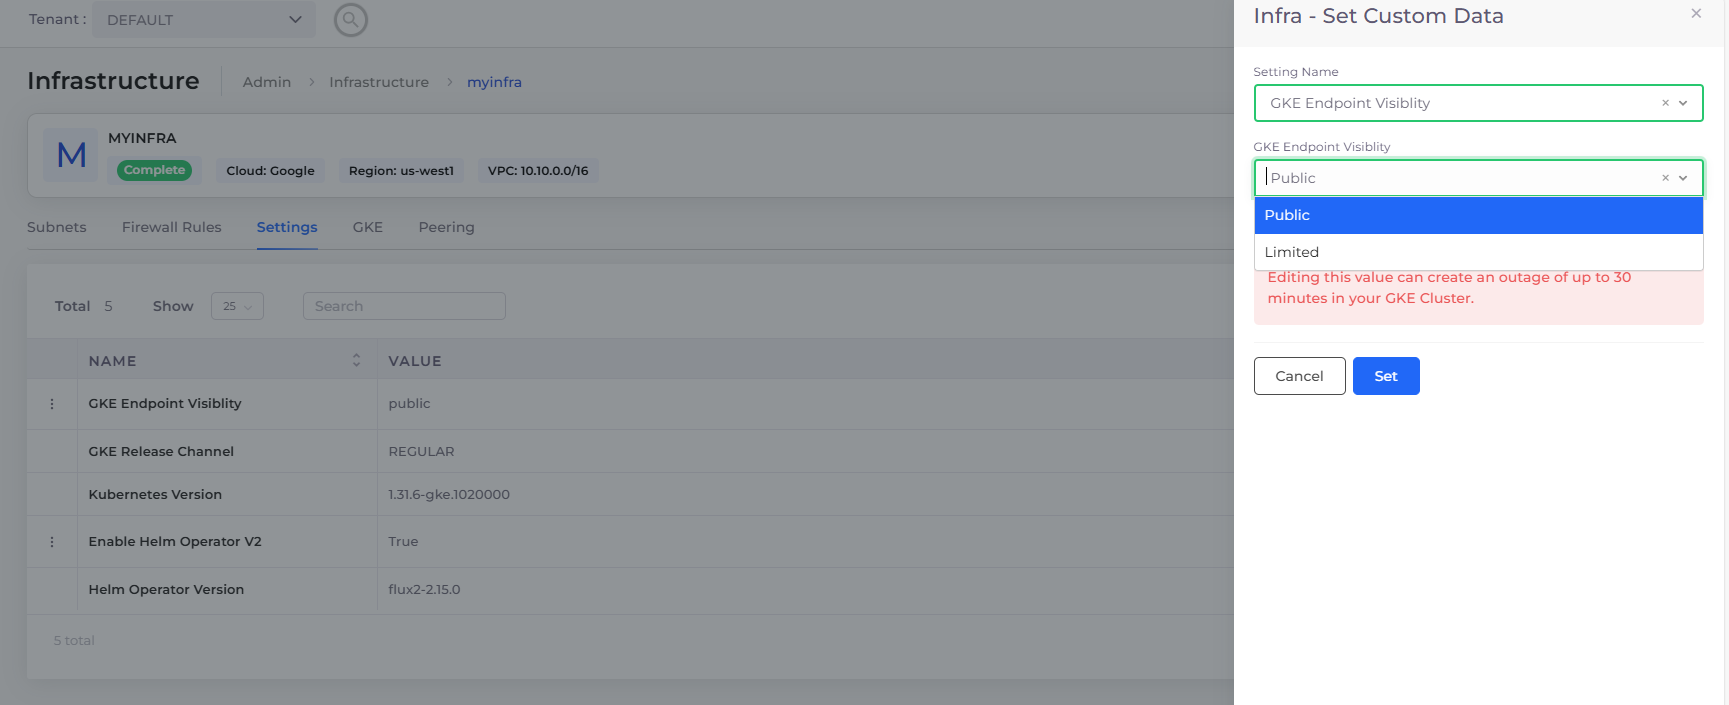 Tenant : DEFAULT
Infrastructure Admin > Infrastructure > myinfra
M
MYINFRA
Complete Cloud: Google Region: us-west1 VPC: 10.10.0.0/16
Subnets Firewall Rules Settings GKE Peering
Total 5 Show 25 Search
NAME VALUE
GKE Endpoint Visiblity public
GKE Release Channel REGULAR
Kubernetes Version 1.31.6-gke.1020000
Enable Helm Operator V2 True
Helm Operator Version flux2-2.15.0
5 total
Infra - Set Custom Data ×
Setting Name
GKE Endpoint Visiblity ×
GKE Endpoint Visiblity
Public ×
Public
Limited
Editing this value can create an outage of up to 30
minutes in your GKE Cluster.
Cancel Set